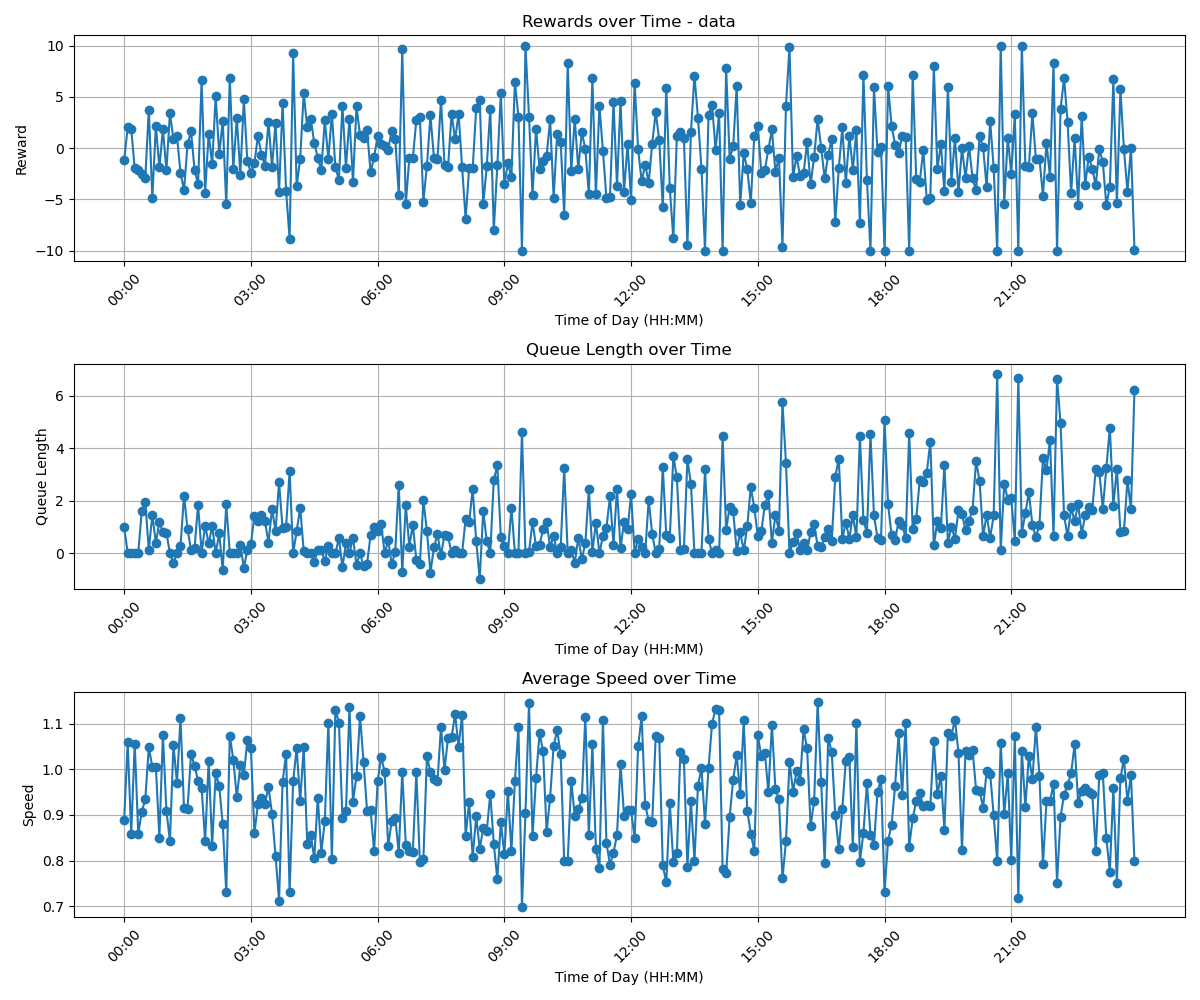 Rewards over Time - data
Reward
10
5
0
−5
−10
00:00 03:00 06:00 09:00 12:00 15:00 18:00 21:00
Time of Day (HH:MM)
Queue Length over Time
Queue Length
6
4
2
0
00:00 03:00 06:00 09:00 12:00 15:00 18:00 21:00
Time of Day (HH:MM)
Average Speed over Time
Speed
1.1
1.0
0.9
0.8
0.7
00:00 03:00 06:00 09:00 12:00 15:00 18:00 21:00
Time of Day (HH:MM)